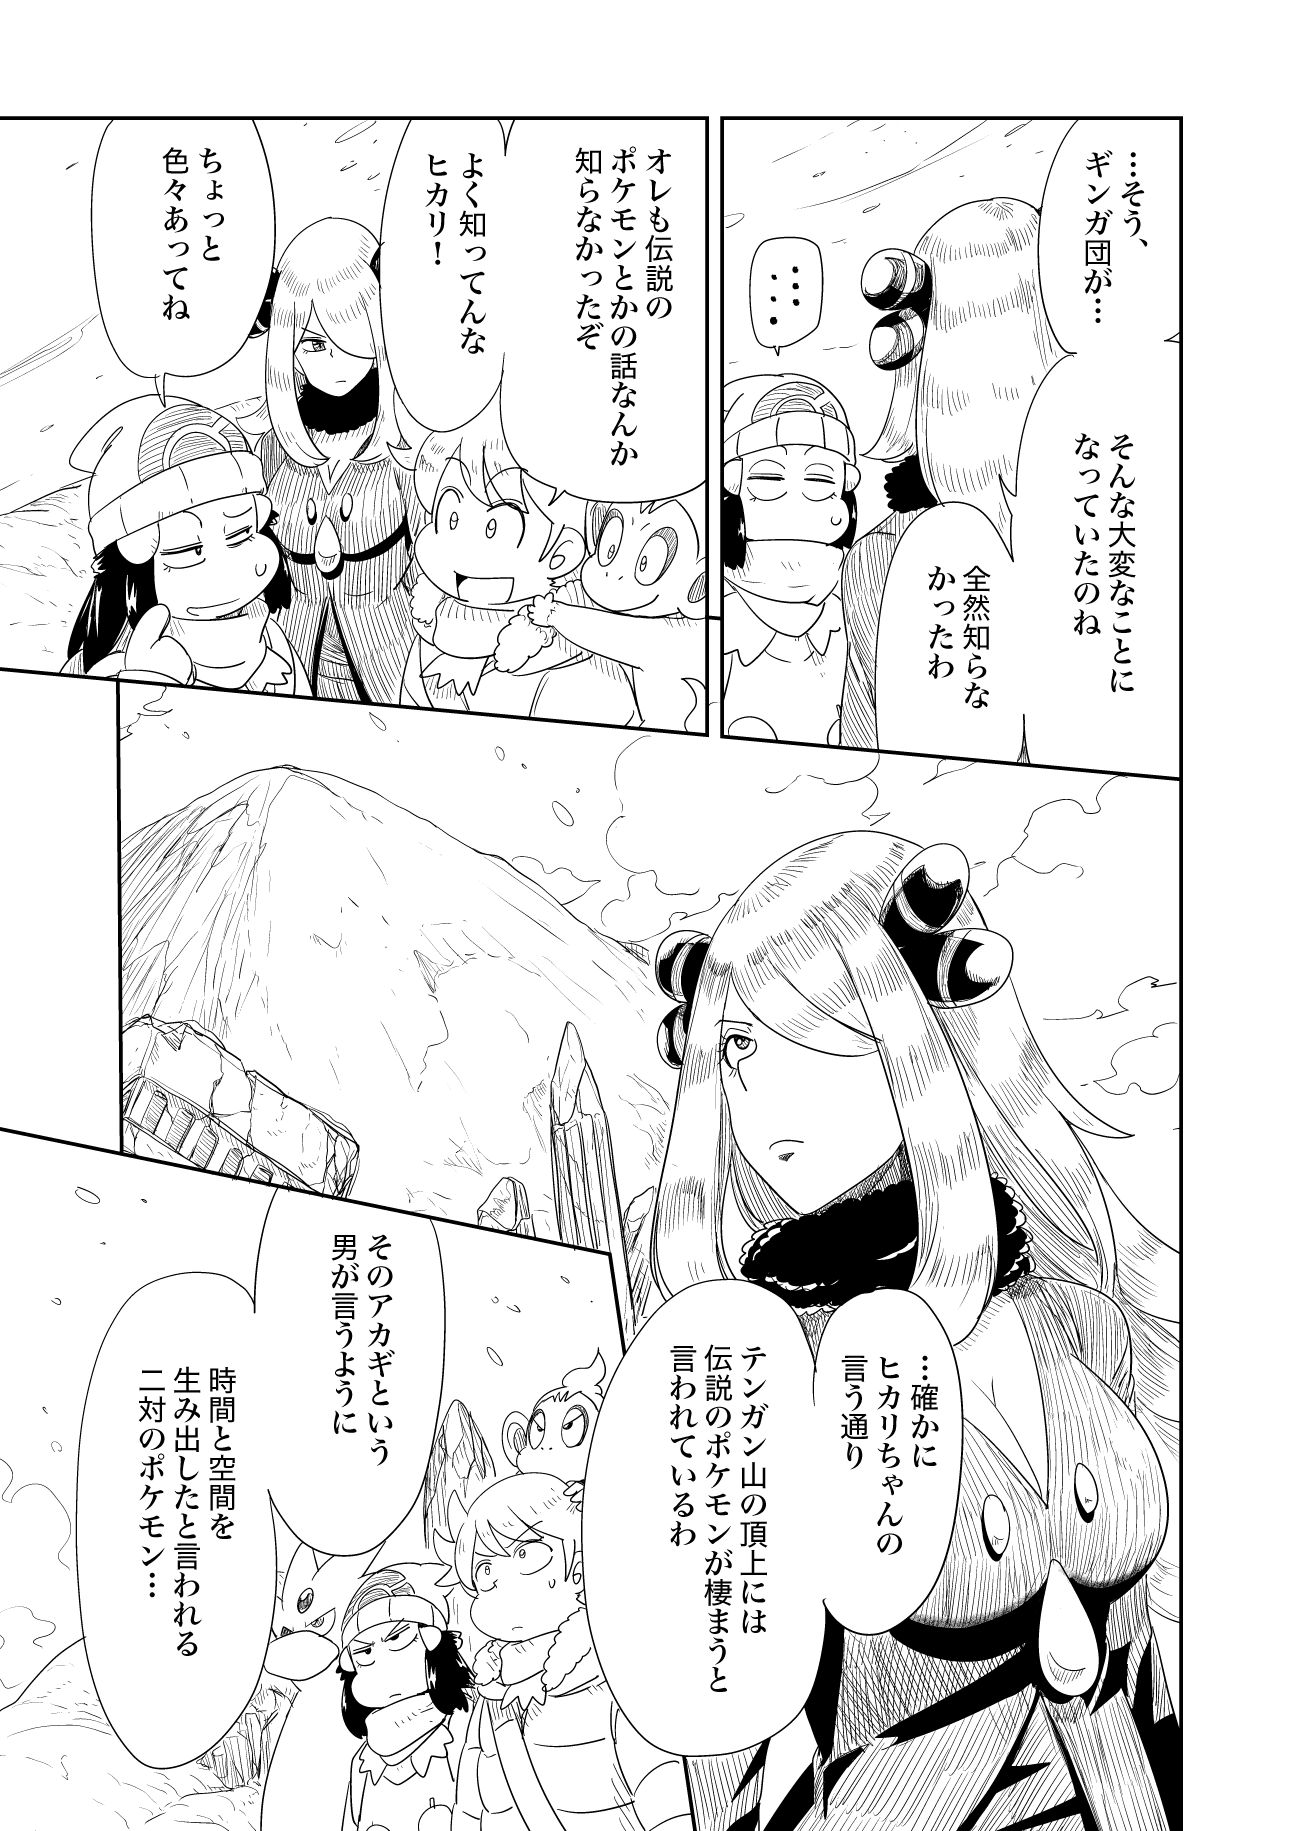 …そう、
ギンガ団が…
そんな大変なことに
なっていたのね
全然知らな
かったわ
……
オレも伝説の
ポケモンとかの話なんか
知らなかったぞ
よく知ってんな
ヒカリ！
ちょっと
色々あってね
…確かに
ヒカリちゃんの
言う通り
テンガン山の頂上には
伝説のポケモンが棲まうと
言われているわ
そのアカギという
男が言うように
時間と空間を
生み出したと言われる
二対のポケモン…